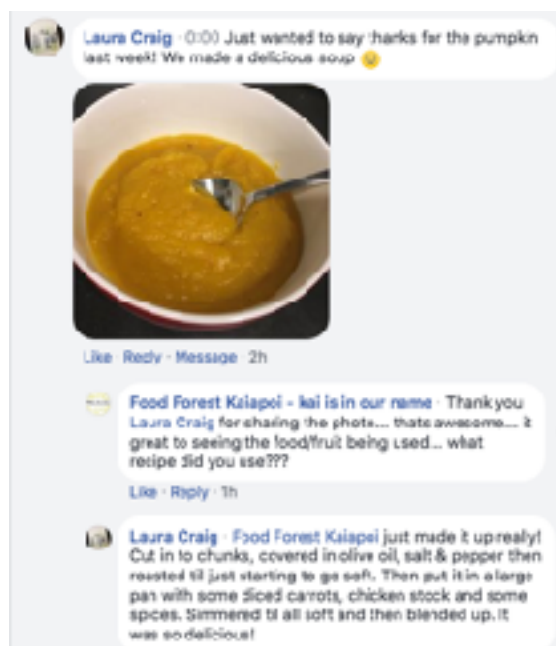 Laura Craig · 0:00 Just wanted to say thanks for the pumpkin
last week! We made a delicious soup
Like · Reply · Message · 2h
Food Forest Kaiapoi - kai is in our name · Thank you
Laura Craig for sharing the photo.... thats awesome.... it
great to seeing the food/fruit being used... what
recipe did you use???
Like · Reply · 1h
Laura Craig · Food Forest Kaiapoi just made it up really!
Cut in to chunks, covered in olive oil, salt & pepper then
roasted til just starting to go soft. Then put it in a large
pan with some diced carrots, chicken stock and some
spices. Simmered til all soft and then blended up. It
was so delicious!